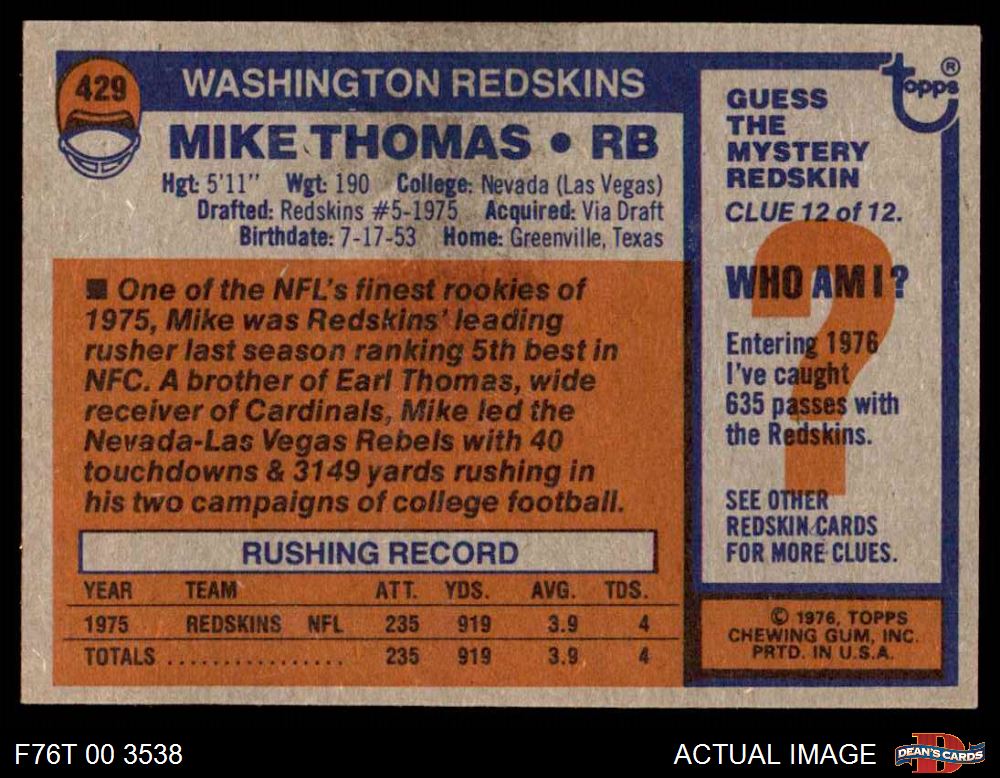 429
WASHINGTON REDSKINS
MIKE THOMAS • RB
Hgt: 5'11" Wgt: 190 College: Nevada (Las Vegas)
Drafted: Redskins #5-1975 Acquired: Via Draft
Birthdate: 7-17-53 Home: Greenville, Texas
■ One of the NFL's finest rookies of
1975, Mike was Redskins' leading
rusher last season ranking 5th best in
NFC. A brother of Earl Thomas, wide
receiver of Cardinals, Mike led the
Nevada-Las Vegas Rebels with 40
touchdowns & 3149 yards rushing in
his two campaigns of college football.
RUSHING RECORD
YEAR TEAM ATT. YDS. AVG. TDS.
1975 REDSKINS NFL 235 919 3.9 4
TOTALS ................ 235 919 3.9 4
topps ®
GUESS
THE
MYSTERY
REDSKIN
CLUE 12 of 12.
WHO AM I ?
Entering 1976
I've caught
635 passes with
the Redskins.
SEE OTHER
REDSKIN CARDS
FOR MORE CLUES.
© 1976, TOPPS
CHEWING GUM, INC.
PRTD. IN U.S.A.
F76T 00 3538
ACTUAL IMAGE
D
DEAN'S CARDS